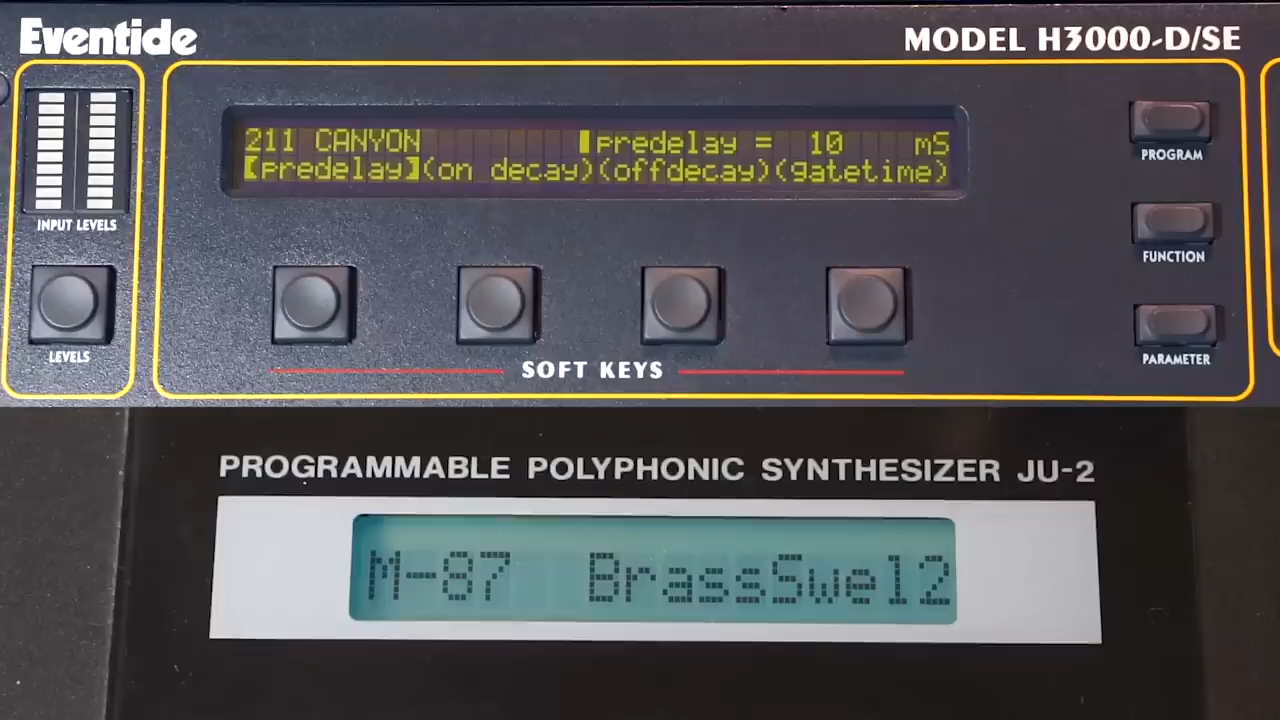 Eventide
MODEL H3000-D/SE
211 CANYON predelay = 10 mS
[predelay](on decay)(offdecay)(gatetime)
INPUT LEVELS
LEVELS
SOFT KEYS
PROGRAM
FUNCTION
PARAMETER
PROGRAMMABLE POLYPHONIC SYNTHESIZER JU-2
M-87 BrassSwel2